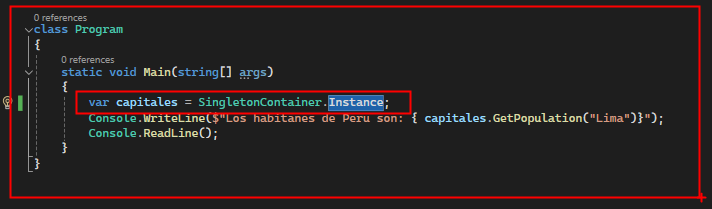 0 references
class Program
{
0 references
static void Main(string[] args)
{
var capitales = SingletonContainer.Instance;
Console.WriteLine($"Los habitanes de Peru son: { capitales.GetPopulation("Lima")}");
Console.ReadLine();
}
}